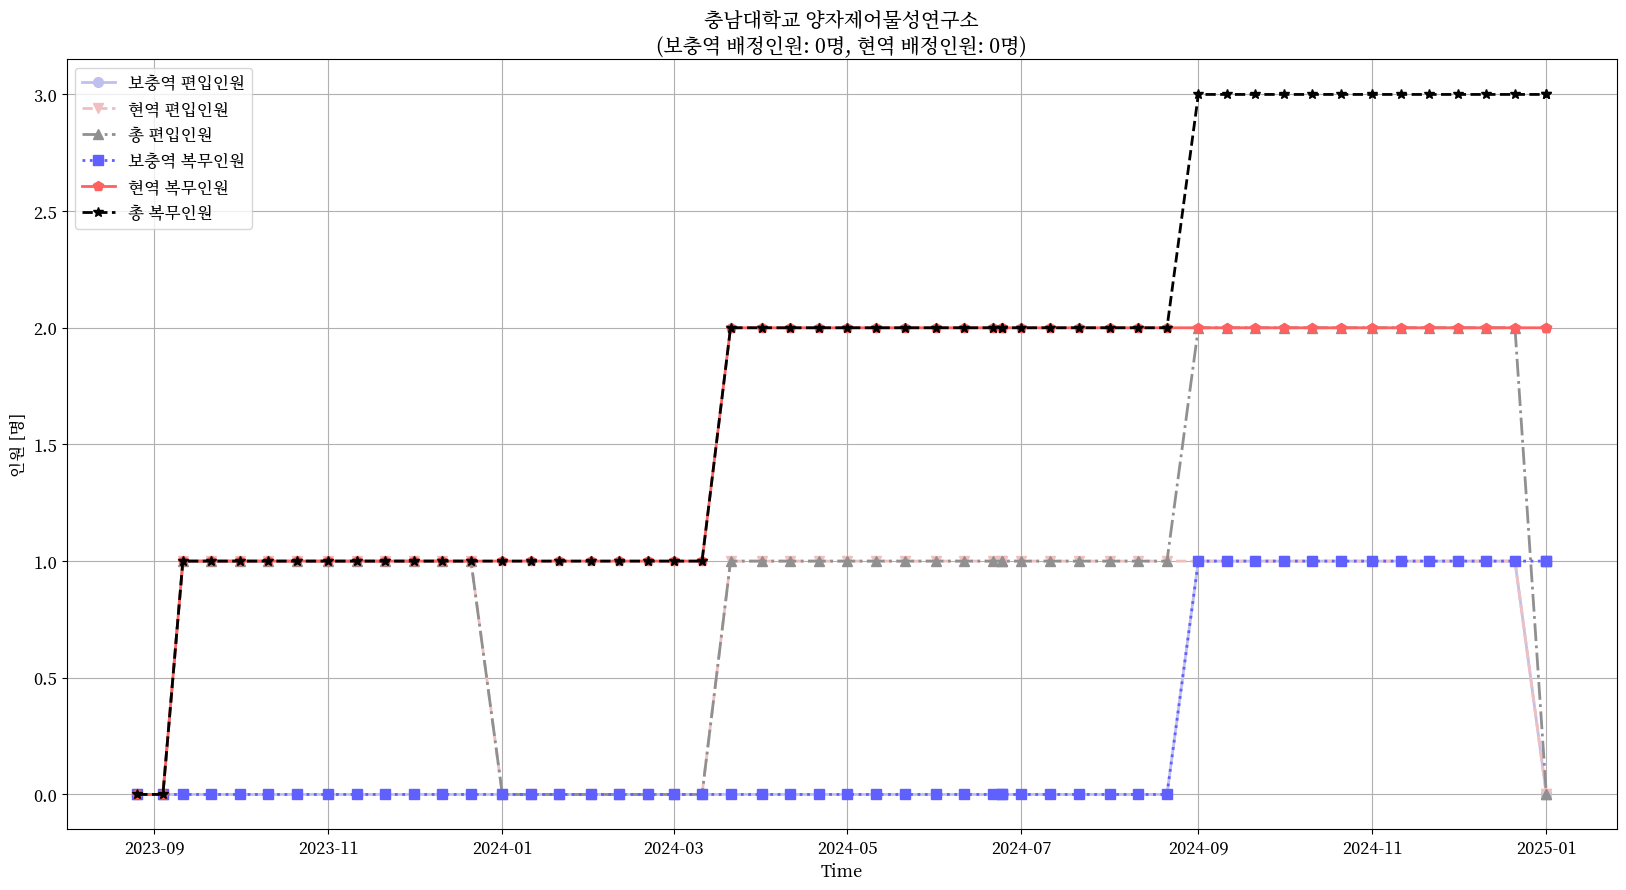 충남대학교 양자제어물성연구소
(보충역 배정인원: 0명, 현역 배정인원: 0명)
보충역 편입인원
현역 편입인원
총 편입인원
보충역 복무인원
현역 복무인원
총 복무인원
3.0
2.5
2.0
1.5
1.0
0.5
0.0
인원 [명]
2023-09 2023-11 2024-01 2024-03 2024-05 2024-07 2024-09 2024-11 2025-01
Time